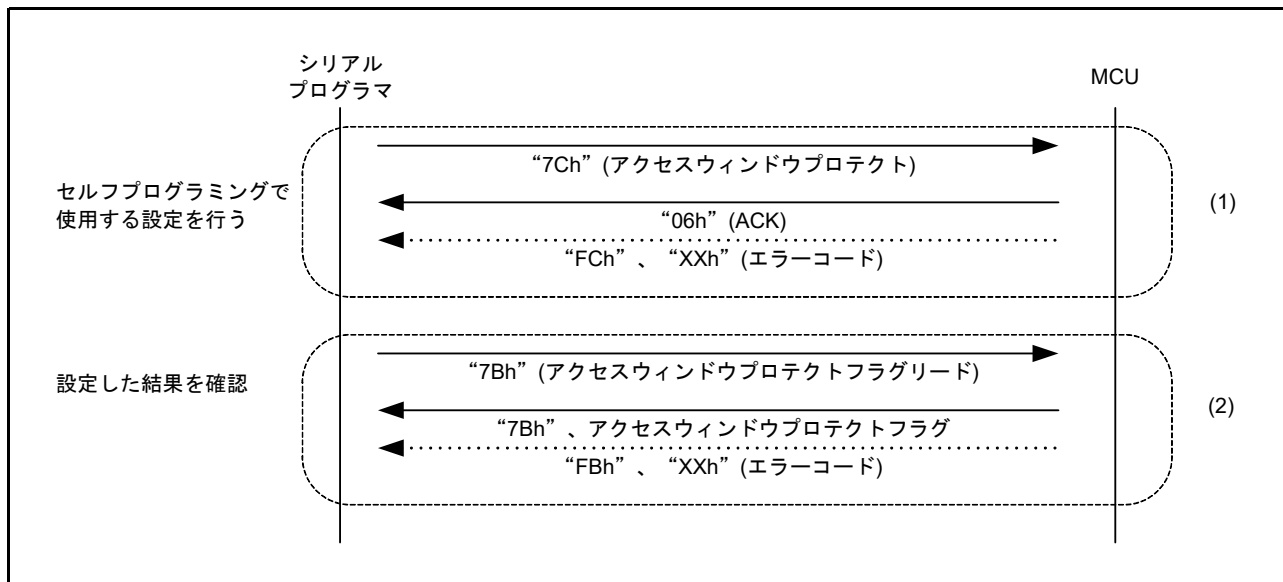 シリアル
プログラマ
MCU
“7Ch” (アクセスウィンドウプロテクト)
セルフプログラミングで
使用する設定を行う
(1)
“06h” (ACK)
“FCh” 、 “XXh” (エラーコード)
“7Bh” (アクセスウィンドウプロテクトフラグリード)
設定した結果を確認
(2)
“7Bh” 、アクセスウィンドウプロテクトフラグ
“FBh” 、 “XXh” (エラーコード)